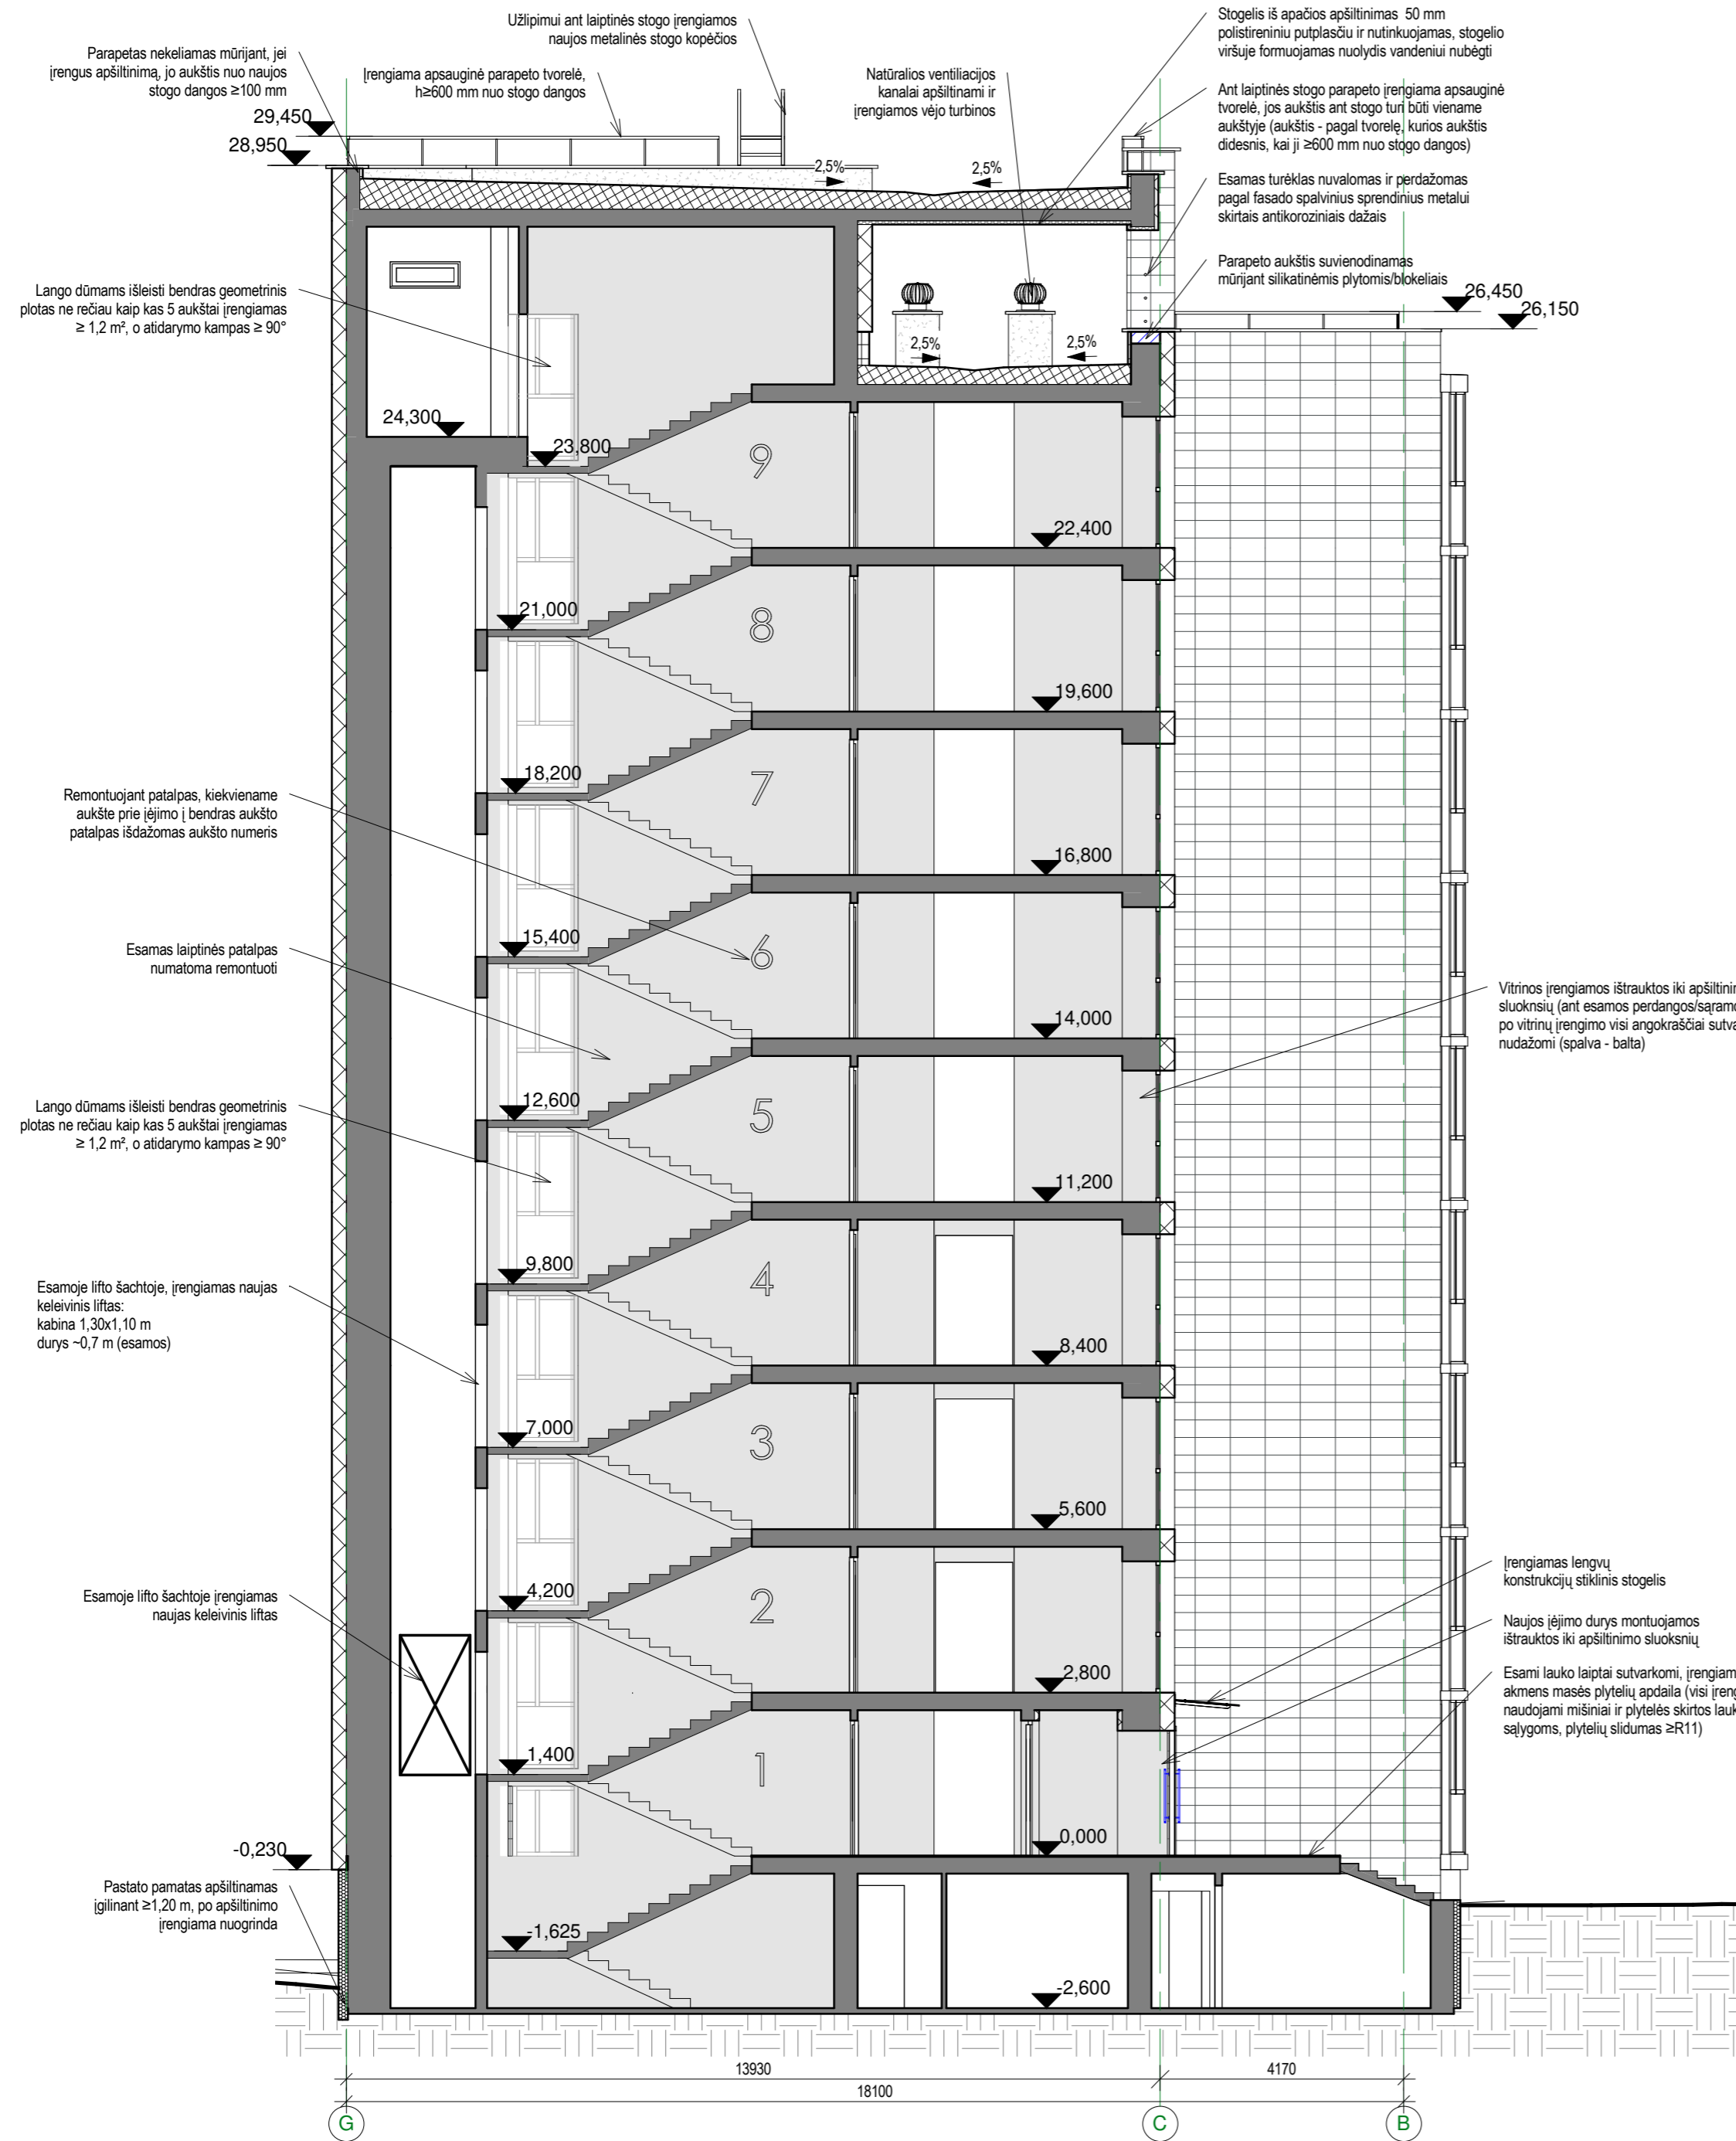 Užlipimui ant laiptinės stogo įrengiamos
naujos metalinės stogo kopėčios
Parapetas nekeliamas mūrijant, jei
įrengus apšiltinimą, jo aukštis nuo naujos
stogo dangos ≥100 mm
Įrengiama apsauginė parapeto tvorelė,
h≥600 mm nuo stogo dangos
Natūralios ventiliacijos
kanalai apšiltinami ir
įrengiamos vėjo turbinos
Stogelis iš apačios apšiltinimas 50 mm
polistireniniu putplasčiu ir nutinkuojamas, stogelio
viršuje formuojamas nuolydis vandeniui nubėgti
Ant laiptinės stogo parapeto įrengiama apsauginė
tvorelė, jos aukštis ant stogo turi būti viename
aukštyje (aukštis - pagal tvorelę, kurios aukštis
didesnis, kai ji ≥600 mm nuo stogo dangos)
Esamas turėklas nuvalomas ir perdažomas
pagal fasado spalvinius sprendinius metalui
skirtais antikoroziniais dažais
Parapeto aukštis suvienodinamas
mūrijant silikatinėmis plytomis/blokeliais
29,450
28,950
2,5%
2,5%
26,450
26,150
Lango dūmams išleisti bendras geometrinis
plotas ne rečiau kaip kas 5 aukštai įrengiamas
≥ 1,2 m², o atidarymo kampas ≥ 90°
2,5%
2,5%
24,300
23,800
9
22,400
21,000
8
19,600
18,200
7
Remontuojant patalpas, kiekviename
aukšte prie įėjimo į bendras aukšto
patalpas išdažomas aukšto numeris
16,800
15,400
6
Esamas laiptinės patalpas
numatoma remontuoti
14,000
Vitrinos įrengiamos ištrauktos iki apšiltinim
sluoksnių (ant esamos perdangos/sąramo
po vitrinų įrengimo visi angokraščiai sutva
nudažomi (spalva - balta)
12,600
5
Lango dūmams išleisti bendras geometrinis
plotas ne rečiau kaip kas 5 aukštai įrengiamas
≥ 1,2 m², o atidarymo kampas ≥ 90°
11,200
9,800
4
Esamoje lifto šachtoje, įrengiamas naujas
keleivinis liftas:
kabina 1,30x1,10 m
durys ~0,7 m (esamos)
8,400
7,000
3
5,600
4,200
2
Esamoje lifto šachtoje įrengiamas
naujas keleivinis liftas
Įrengiamas lengvų
konstrukcijų stiklinis stogelis
Naujos įėjimo durys montuojamos
ištrauktos iki apšiltinimo sluoksnių
Esami lauko laiptai sutvarkomi, įrengiam
akmens masės plytelių apdaila (visi įreng
naudojami mišiniai ir plytelės skirtos lauk
sąlygoms, plytelių slidumas ≥R11)
2,800
1,400
1
0,000
-0,230
Pastato pamatas apšiltinamas
įgilinant ≥1,20 m, po apšiltinimo
įrengiama nuogrinda
-1,625
-2,600
13930
4170
18100
G
C
B